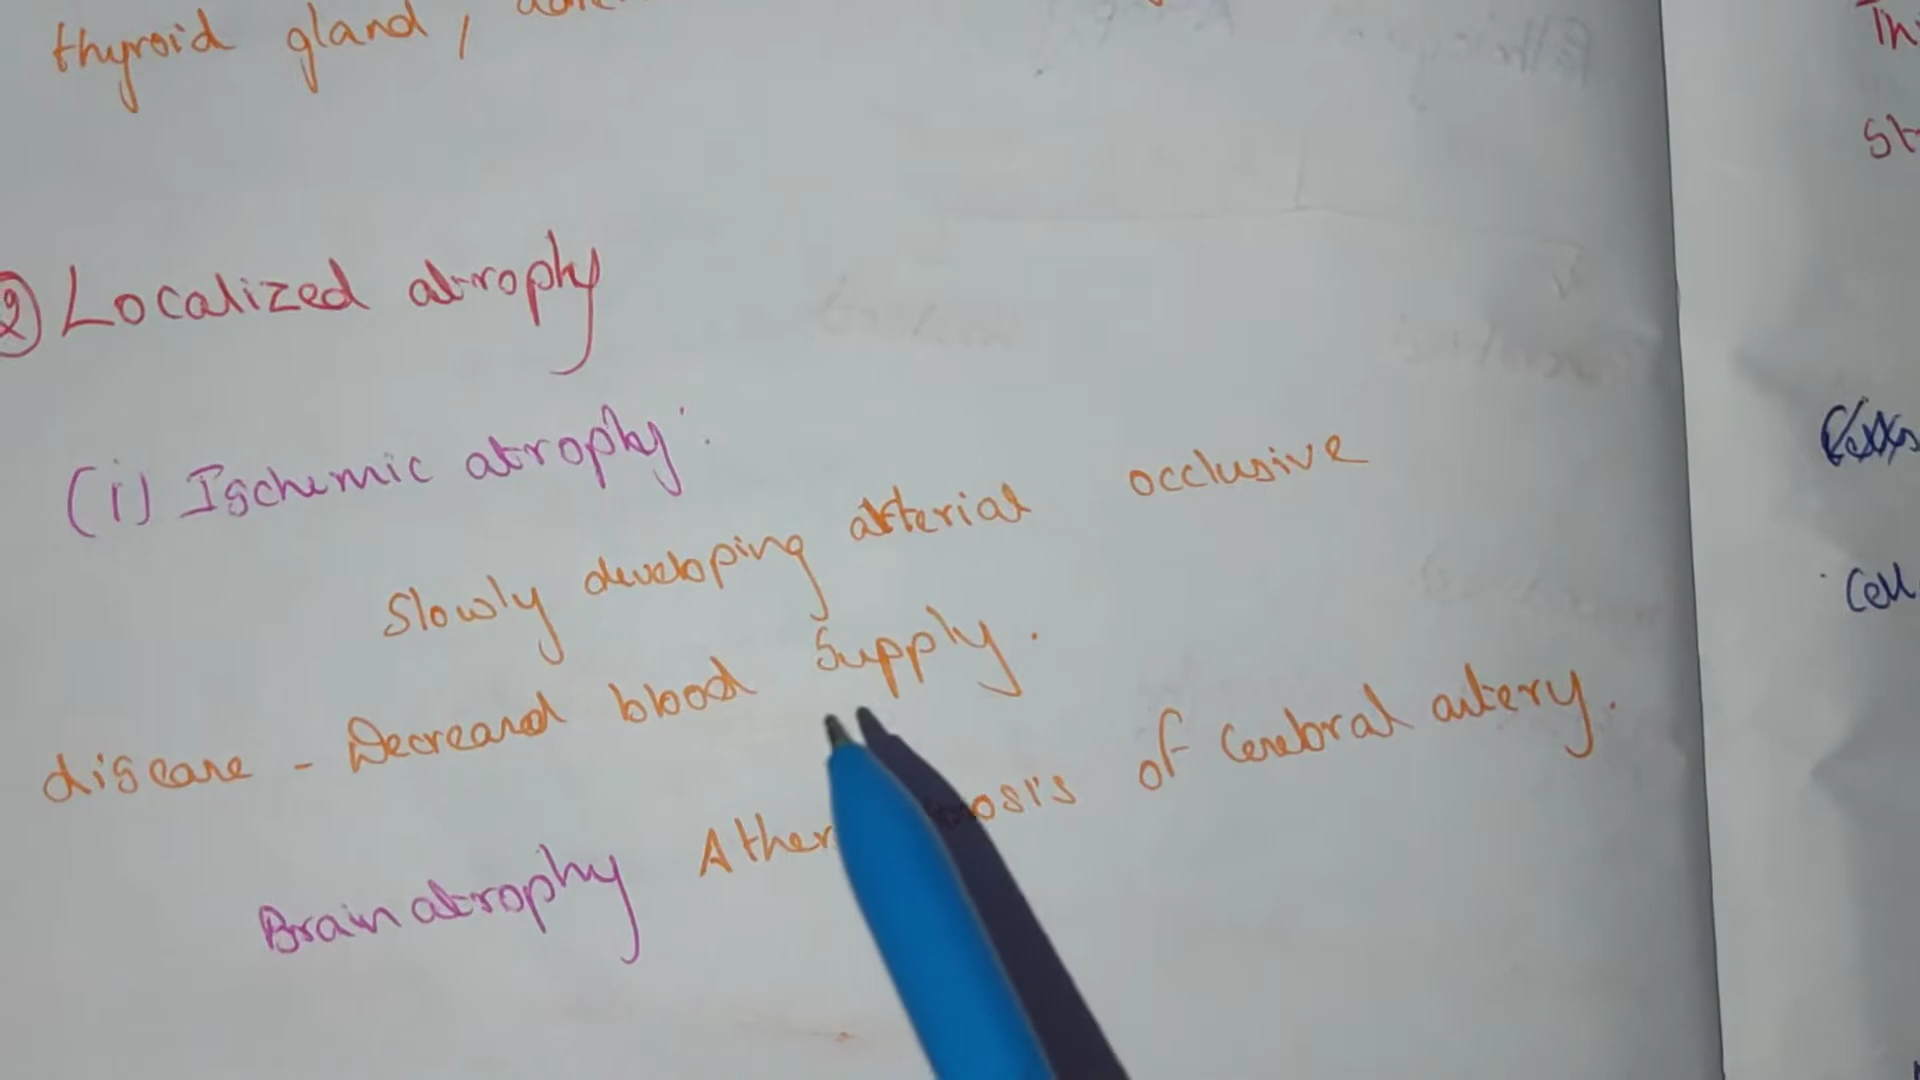 thyroid gland,
② Localized atrophy
(i) Ischemic atrophy:
Slowly developing arterial occlusive
disease - Decreased blood supply.
Brain atrophy of cerebral artery.
Cell